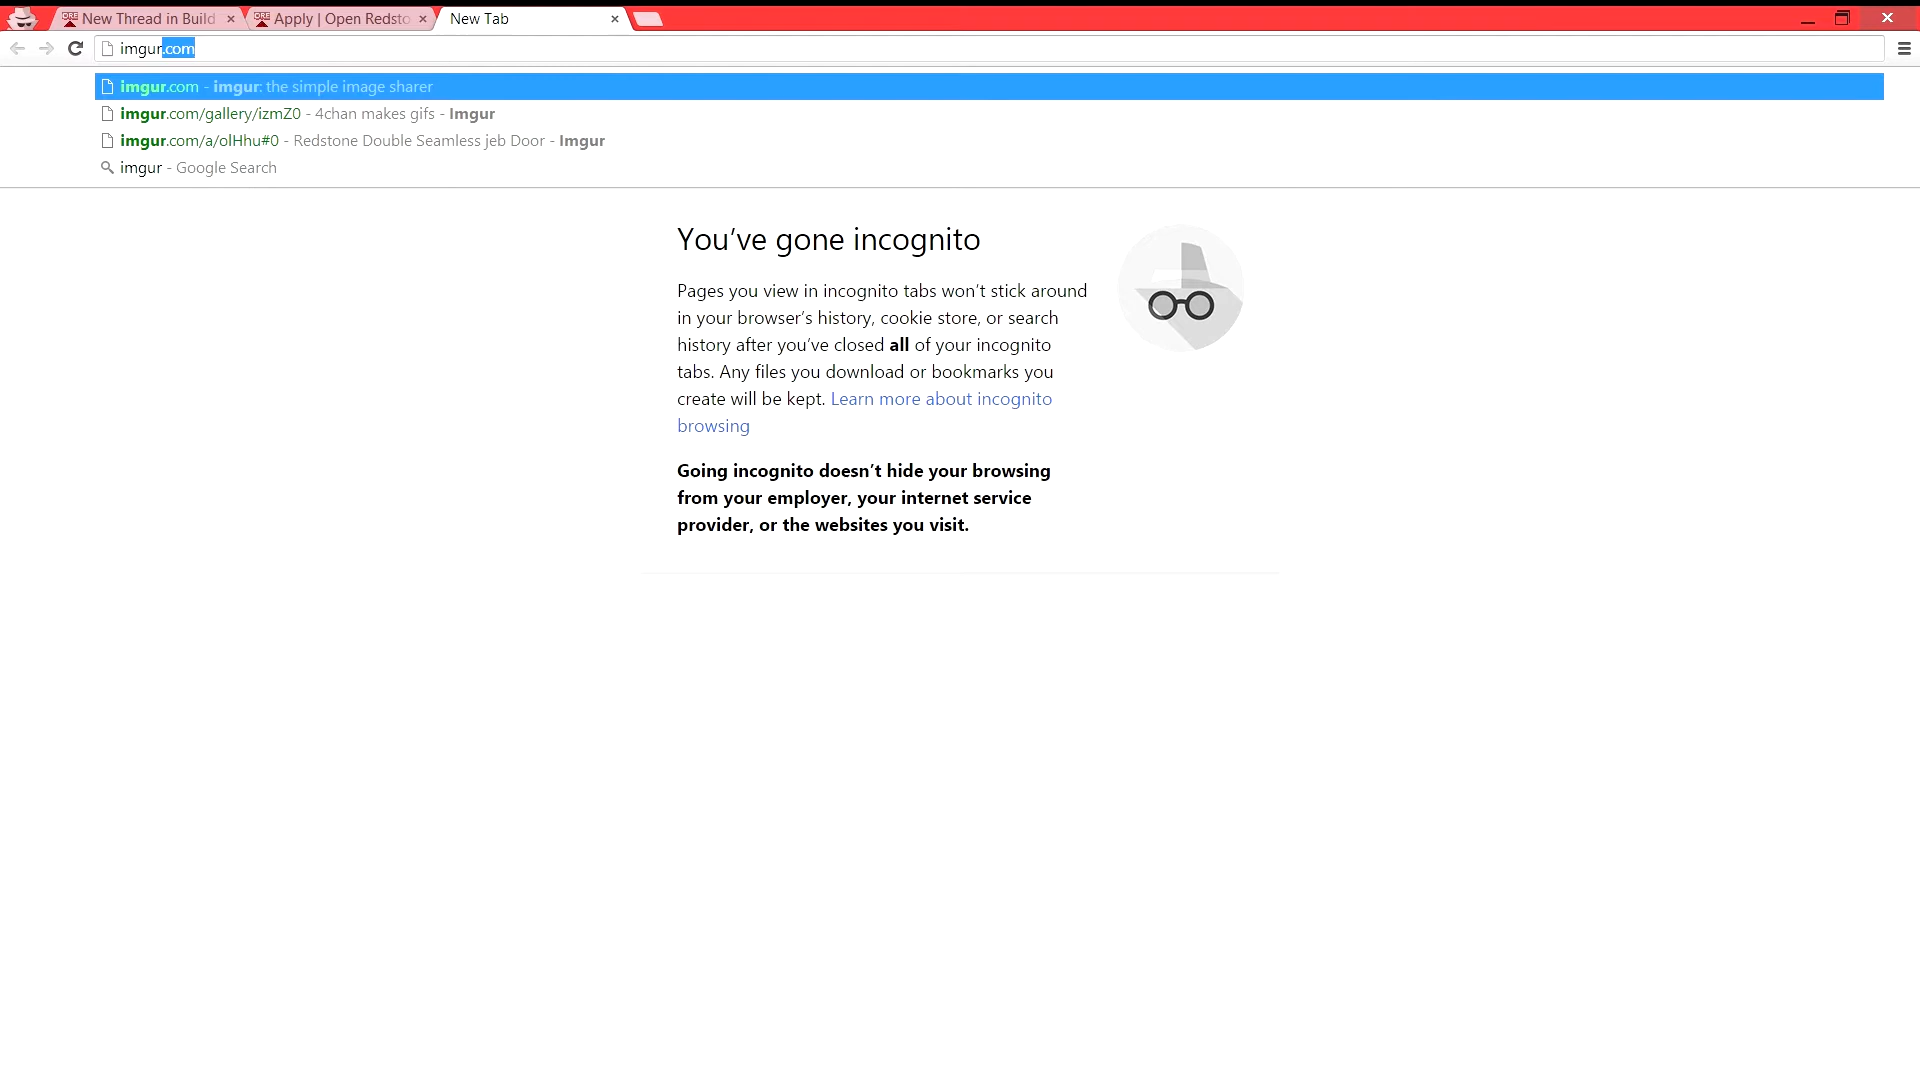 New Thread in Build
Apply | Open Redsto
New Tab
imgur.com
imgur.com - imgur: the simple image sharer
imgur.com/gallery/izmZ0 - 4chan makes gifs - Imgur
imgur.com/a/olHhu#0 - Redstone Double Seamless jeb Door - Imgur
imgur - Google Search
You've gone incognito
Pages you view in incognito tabs won't stick around
in your browser's history, cookie store, or search
history after you've closed all of your incognito
tabs. Any files you download or bookmarks you
create will be kept. Learn more about incognito
browsing
Going incognito doesn't hide your browsing
from your employer, your internet service
provider, or the websites you visit.